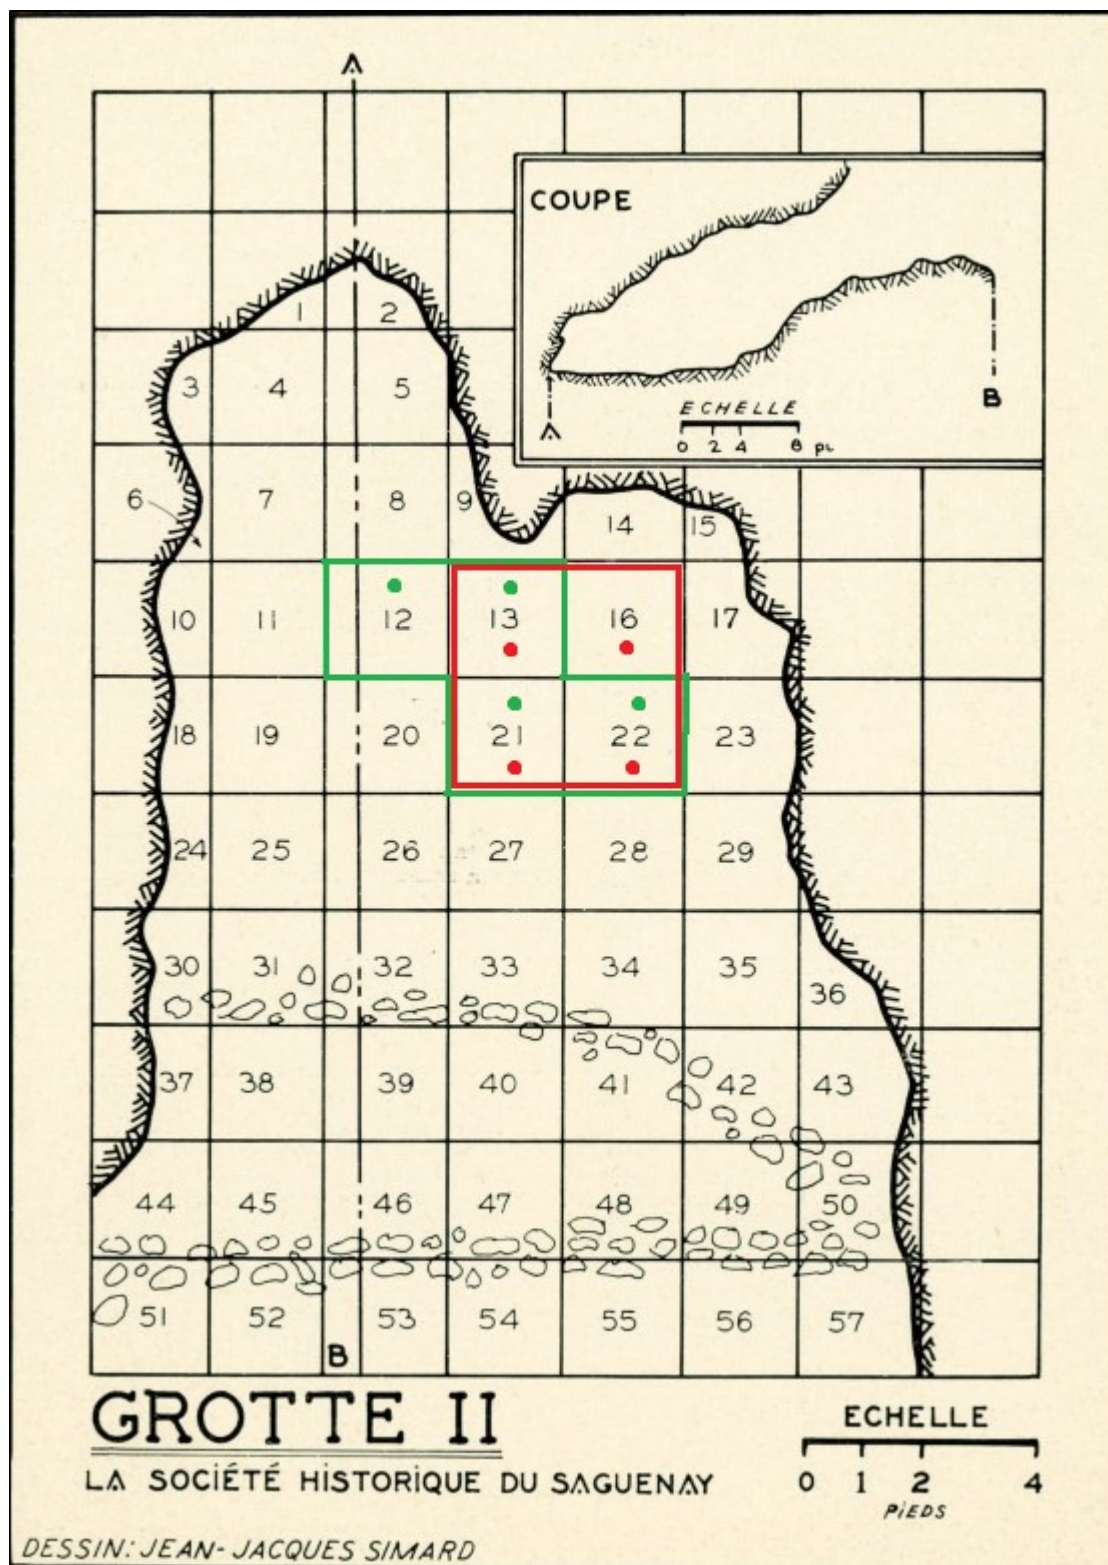 A
COUPE
ECHELLE
0 2 4 8 PI.
A
B
1 2
3 4 5
6 7 8 9 14 15
10 11 12 13 16 17
18 19 20 21 22 23
24 25 26 27 28 29
30 31 32 33 34 35 36
37 38 39 40 41 42 43
44 45 46 47 48 49 50
51 52 53 54 55 56 57
B
GROTTE II
LA SOCIÉTÉ HISTORIQUE DU SAGUENAY
ECHELLE
0 1 2 4
PIEDS
DESSIN: JEAN-JACQUES SIMARD